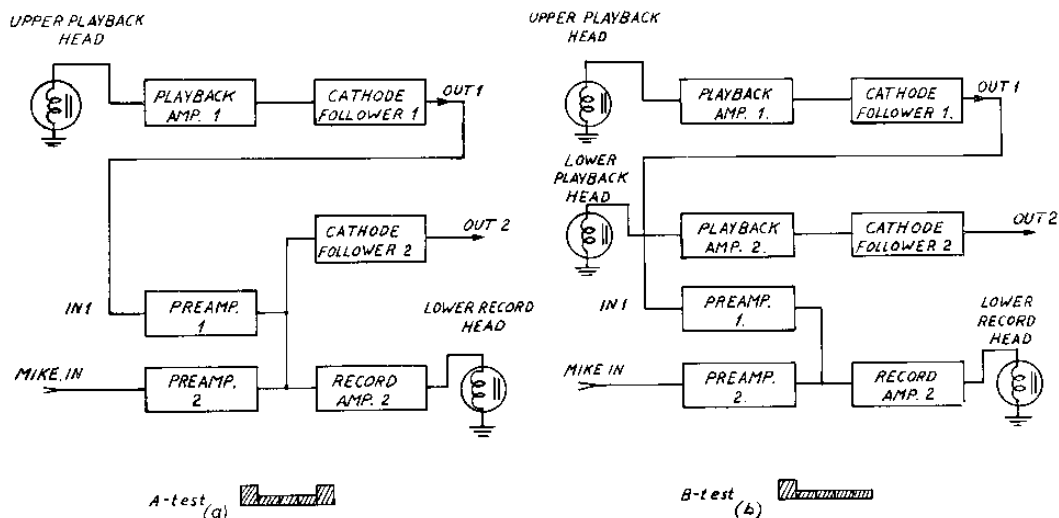 UPPER PLAYBACK
HEAD
PLAYBACK
AMP. 1
CATHODE
FOLLOWER 1
OUT 1
CATHODE
FOLLOWER 2
OUT 2
IN 1
PREAMP.
1
LOWER RECORD
HEAD
MIKE, IN
PREAMP.
2
RECORD
AMP. 2
A-test
(a)
UPPER PLAYBACK
HEAD
PLAYBACK
AMP. 1.
CATHODE
FOLLOWER 1.
OUT 1
LOWER
PLAYBACK
HEAD
PLAYBACK
AMP. 2.
CATHODE
FOLLOWER 2
OUT 2
IN 1
PREAMP.
1.
LOWER
RECORD
HEAD
MIKE IN
PREAMP.
2.
RECORD
AMP. 2
B-test
(b)